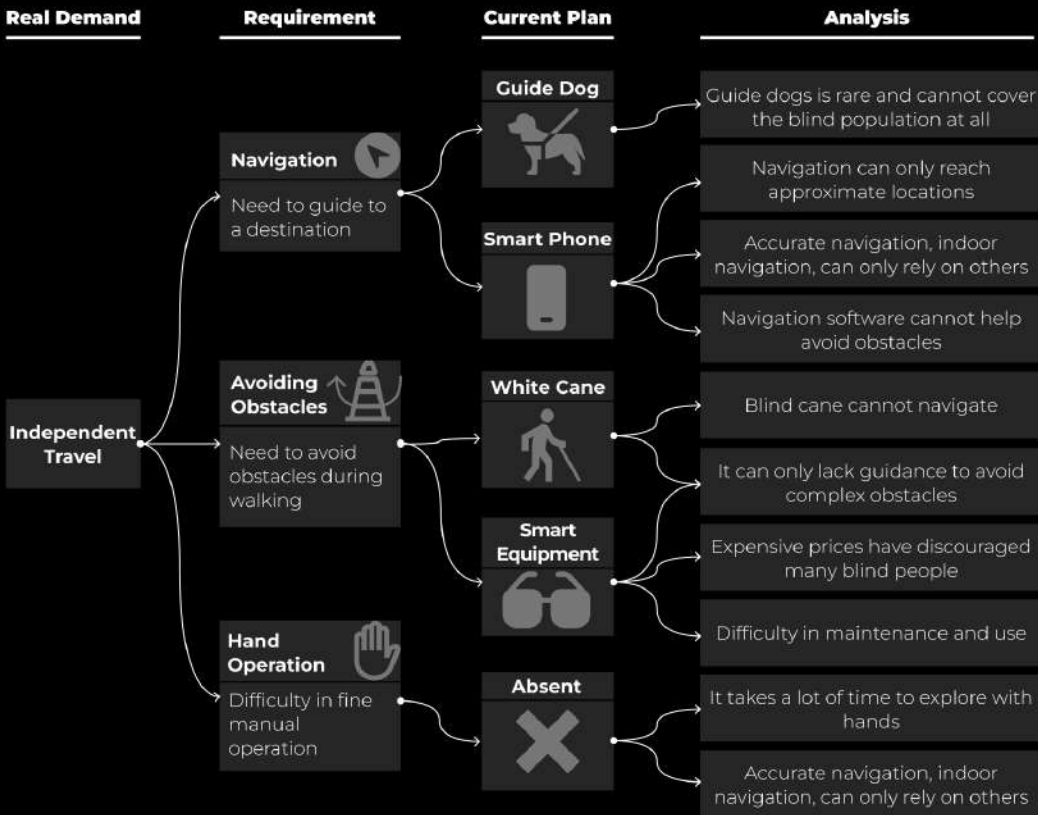 Real Demand
Requirement
Current Plan
Analysis
Independent
Travel
Navigation
Need to guide to
a destination
Avoiding
Obstacles
Need to avoid
obstacles during
walking
Hand
Operation
Difficulty in fine
manual
operation
Guide Dog
Smart Phone
White Cane
Smart
Equipment
Absent
Guide dogs is rare and cannot cover
the blind population at all
Navigation can only reach
approximate locations
Accurate navigation, indoor
navigation, can only rely on others
Navigation software cannot help
avoid obstacles
Blind cane cannot navigate
It can only lack guidance to avoid
complex obstacles
Expensive prices have discouraged
many blind people
Difficulty in maintenance and use
It takes a lot of time to explore with
hands
Accurate navigation, indoor
navigation, can only rely on others